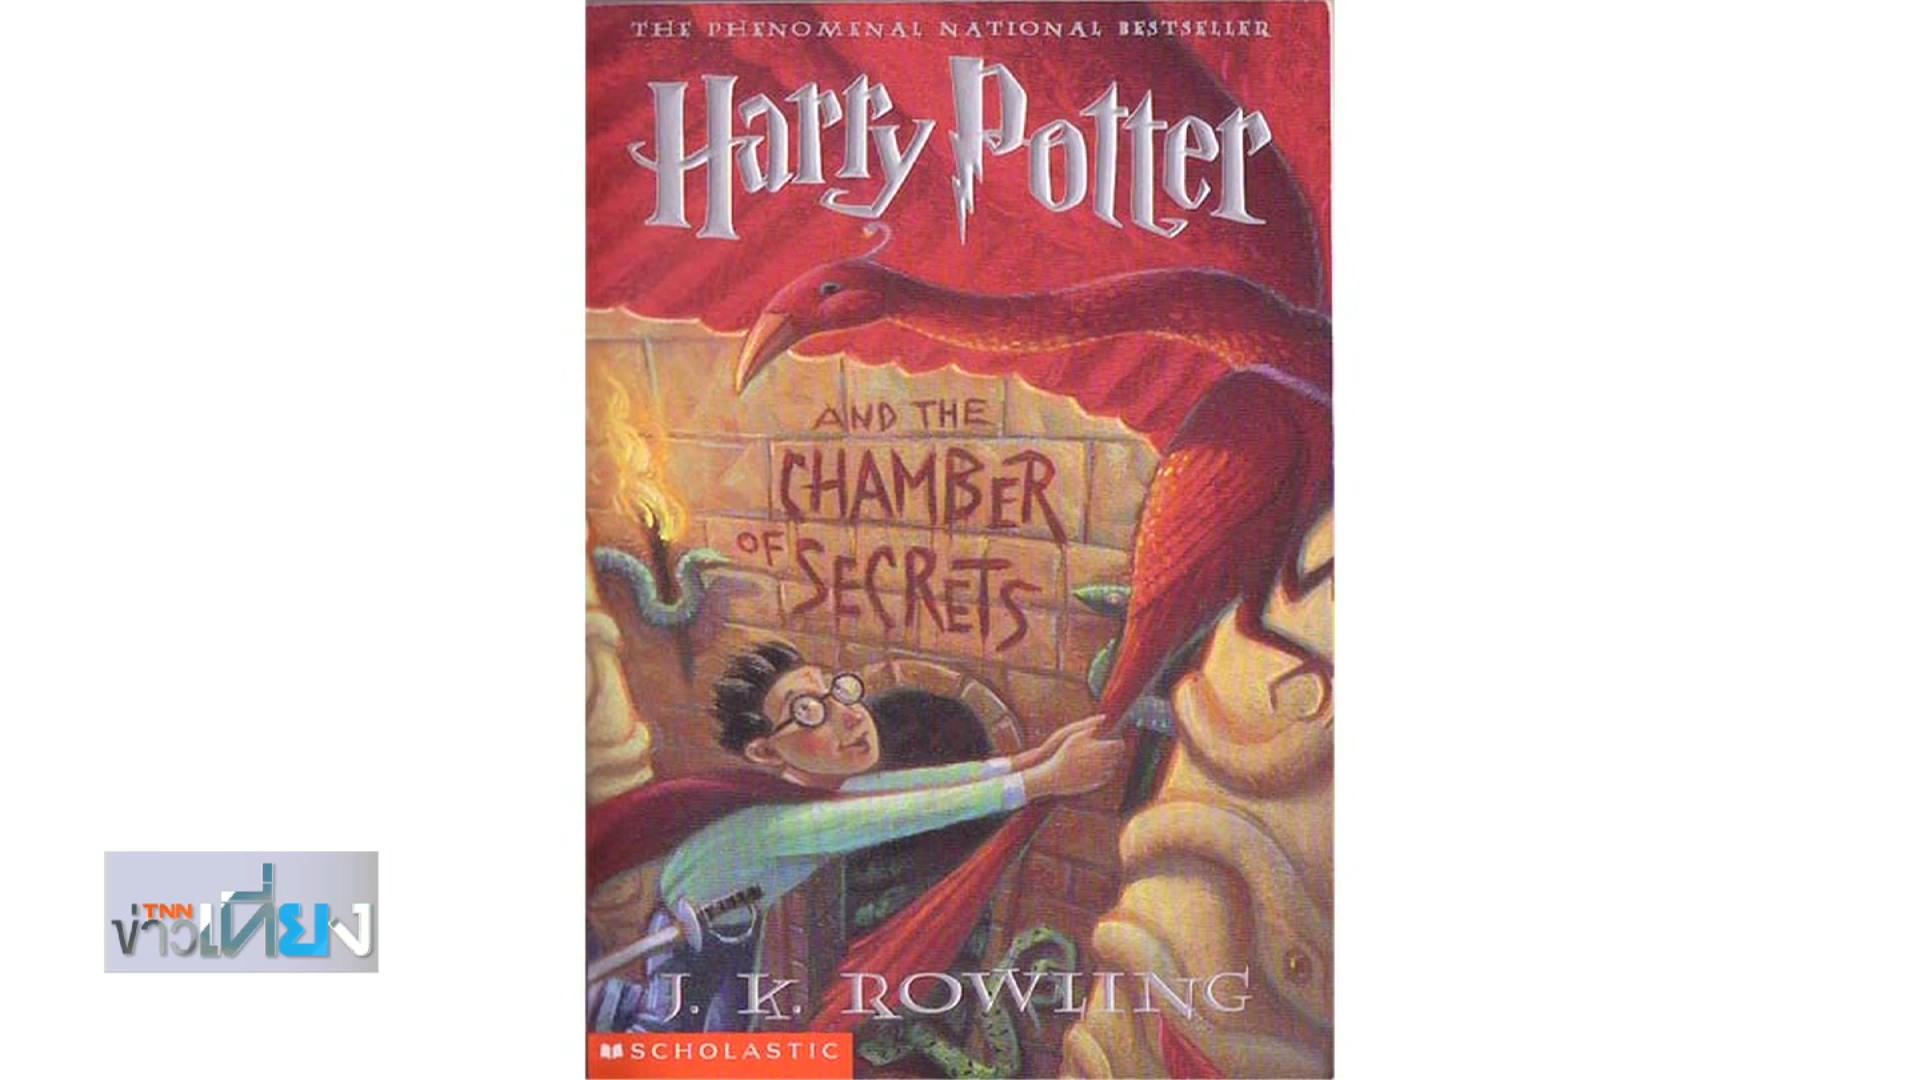 THE PHENOMENAL NATIONAL BESTSELLER
Harry Potter
AND THE
CHAMBER
OF SECRETS
J. K. ROWLING
SCHOLASTIC
TNN
ข่าวเที่ยง